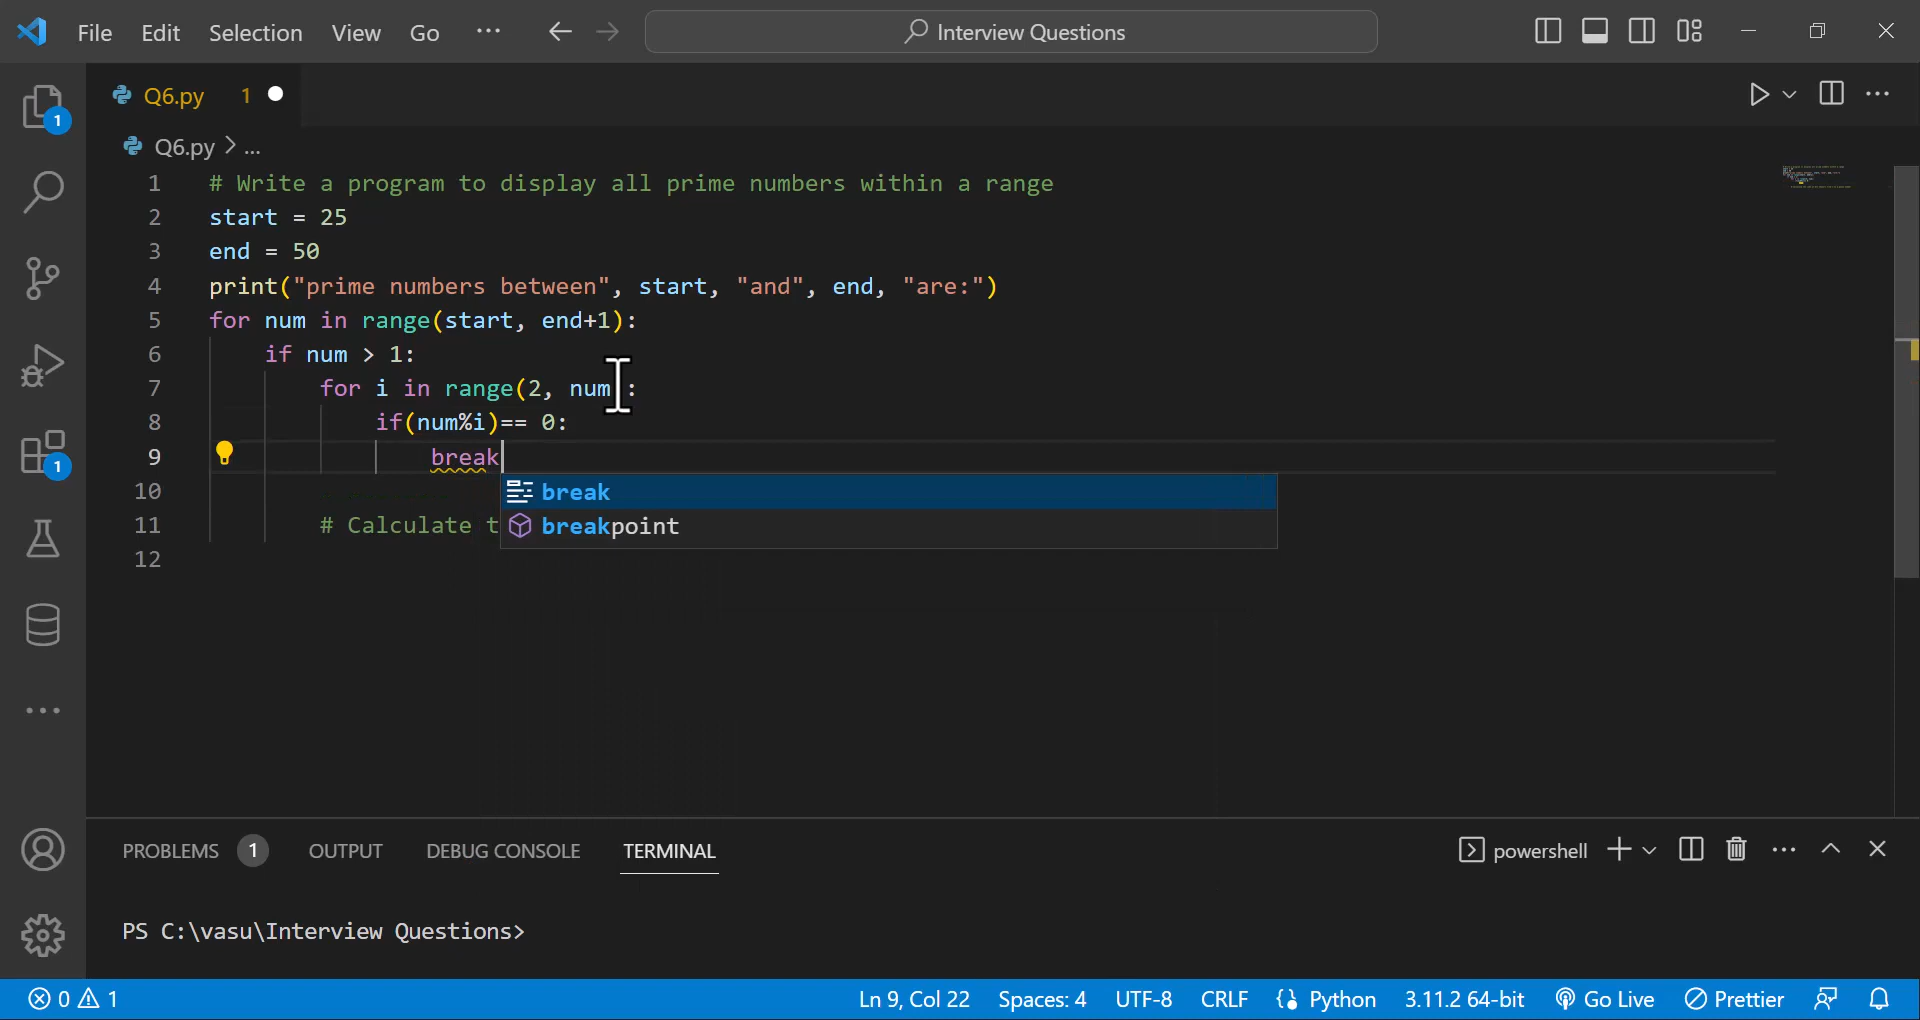 File Edit Selection View Go ··· Interview Questions
1
Q6.py 1
Q6.py > ...
1 # Write a program to display all prime numbers within a range
2 start = 25
3 end = 50
4 print("prime numbers between", start, "and", end, "are:")
5 for num in range(start, end+1):
6 if num > 1:
7 for i in range(2, num :
8 if(num%i)== 0:
9 break
break
10
breakpoint
11 # Calculate t
12
1
PROBLEMS 1 OUTPUT DEBUG CONSOLE TERMINAL powershell
PS C:\vasu\Interview Questions>
0 1 Ln 9, Col 22 Spaces: 4 UTF-8 CRLF {} Python 3.11.2 64-bit Go Live Prettier